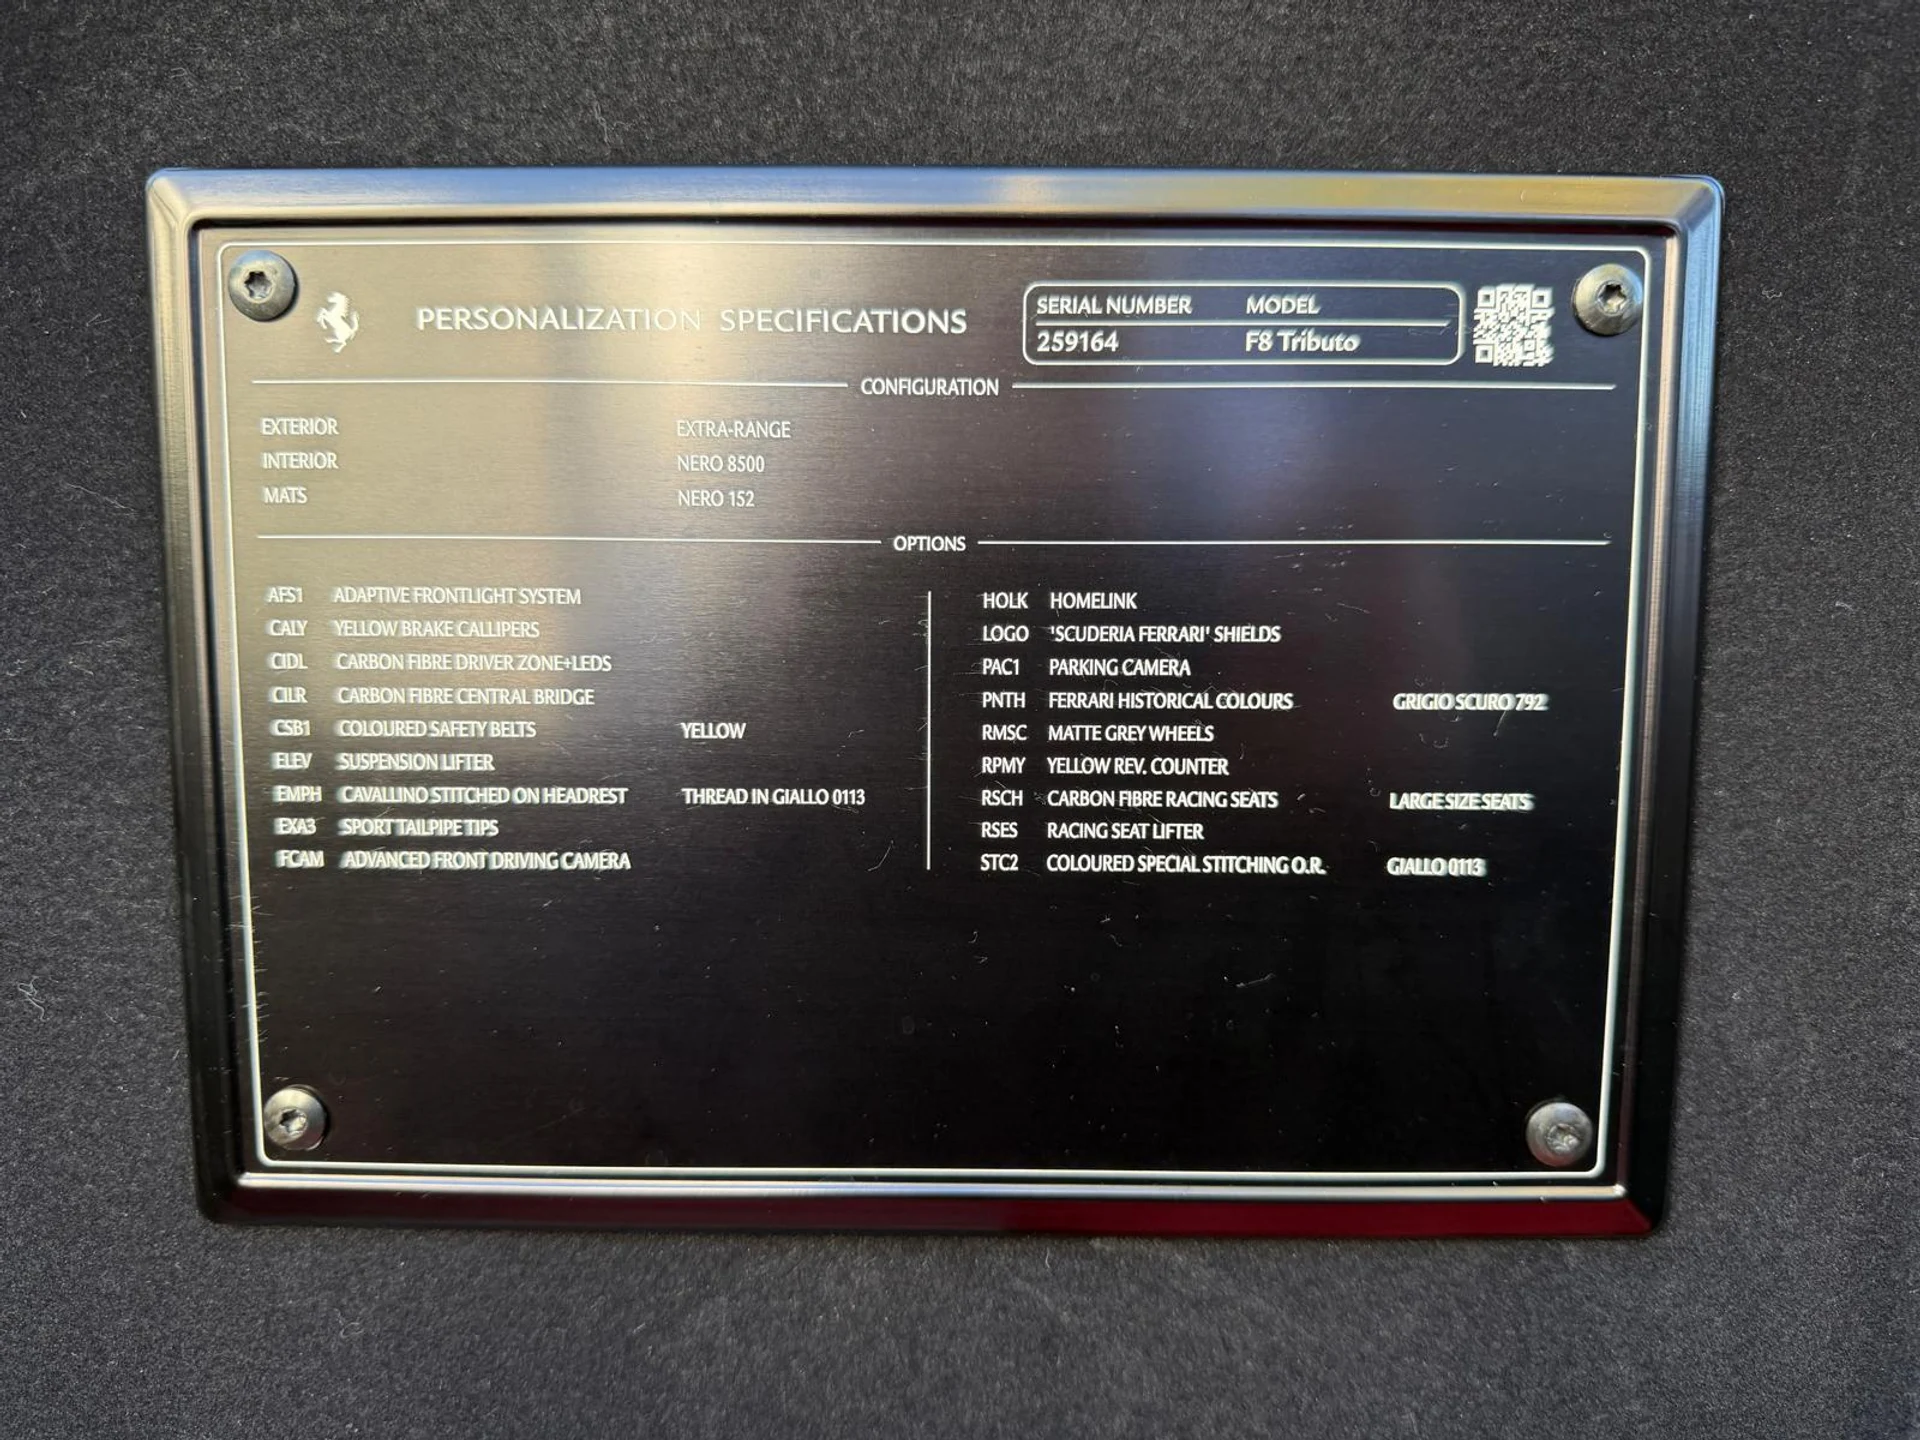 PERSONALIZATION SPECIFICATIONS
SERIAL NUMBER MODEL
259164 F8 Tributo
CONFIGURATION
EXTERIOR EXTRA-RANGE
INTERIOR NERO 8500
MATS NERO 152
OPTIONS
AFS1 ADAPTIVE FRONTLIGHT SYSTEM
CALY YELLOW BRAKE CALLIPERS
CIDL CARBON FIBRE DRIVER ZONE+LEDS
CILR CARBON FIBRE CENTRAL BRIDGE
CSB1 COLOURED SAFETY BELTS YELLOW
ELEV SUSPENSION LIFTER
EMPH CAVALLINO STITCHED ON HEADREST THREAD IN GIALLO 0113
EXA3 SPORT TAILPIPE TIPS
FCAM ADVANCED FRONT DRIVING CAMERA
HOLK HOMELINK
LOGO 'SCUDERIA FERRARI' SHIELDS
PAC1 PARKING CAMERA
PNTH FERRARI HISTORICAL COLOURS GRIGIO SCURO 792
RMSC MATTE GREY WHEELS
RPMY YELLOW REV. COUNTER
RSCH CARBON FIBRE RACING SEATS LARGE SIZE SEATS
RSES RACING SEAT LIFTER
STC2 COLOURED SPECIAL STITCHING O.R. GIALLO 0113